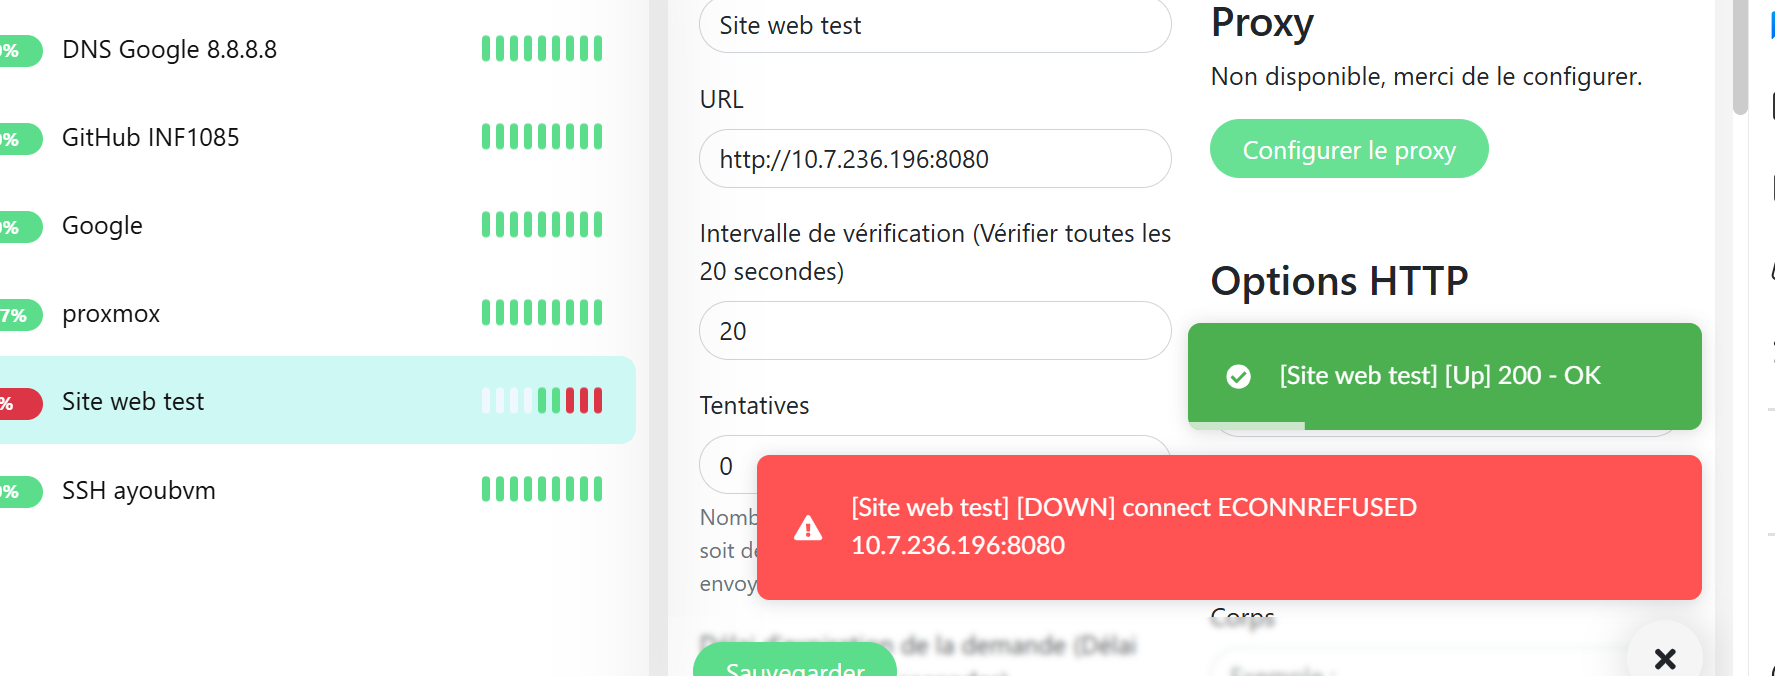 DNS Google 8.8.8.8
GitHub INF1085
Google
7%
proxmox
%
Site web test
SSH ayoubvm
Site web test
URL
http://10.7.236.196:8080
Intervalle de vérification (Vérifier toutes les
20 secondes)
20
Tentatives
0
soit
Sauvegarder
Proxy
Non disponible, merci de le configurer.
Configurer le proxy
Options HTTP
[Site web test] [Up] 200 - OK
[Site web test] [DOWN] connect ECONNREFUSED
10.7.236.196:8080
Corps